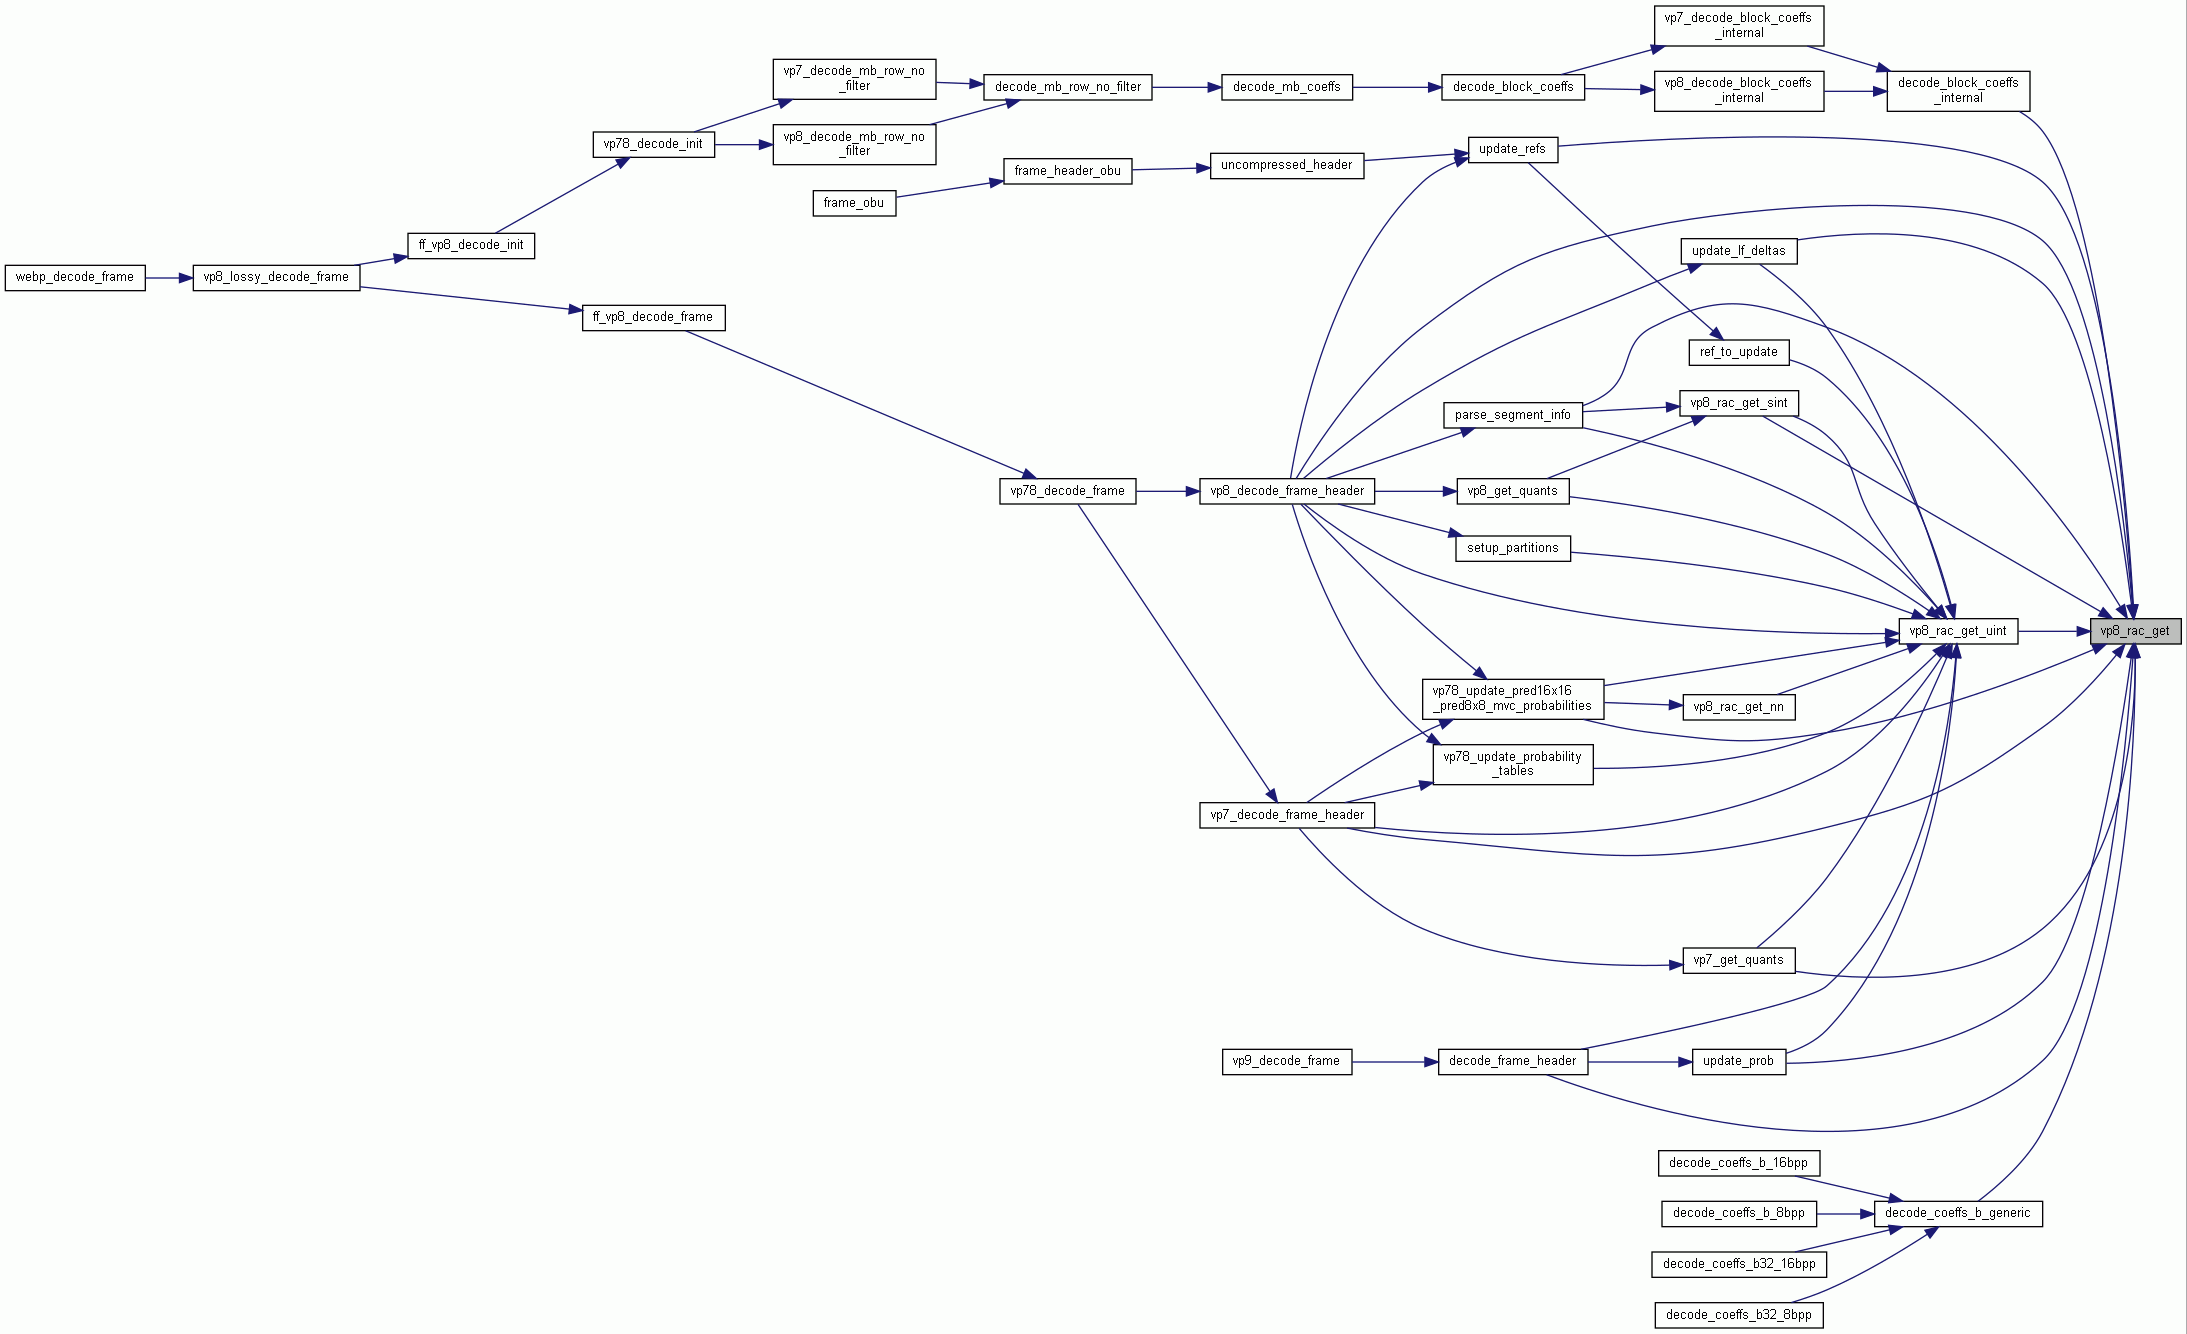 vp7_decode_block_coeffs
_internal
vp7_decode_mb_row_no
_filter
decode_mb_row_no_filter
decode_mb_coeffs
decode_block_coeffs
vp8_decode_block_coeffs
_internal
decode_block_coeffs
_internal
vp78_decode_init
vp8_decode_mb_row_no
_filter
update_refs
frame_header_obu
uncompressed_header
frame_obu
ff_vp8_decode_init
update_lf_deltas
webp_decode_frame
vp8_lossy_decode_frame
ff_vp8_decode_frame
ref_to_update
parse_segment_info
vp8_rac_get_sint
vp78_decode_frame
vp8_decode_frame_header
vp8_get_quants
setup_partitions
vp8_rac_get_uint
vp8_rac_get
vp78_update_pred16x16
_pred8x8_mvc_probabilities
vp8_rac_get_nn
vp78_update_probability
_tables
vp7_decode_frame_header
vp7_get_quants
vp9_decode_frame
decode_frame_header
update_prob
decode_coeffs_b_16bpp
decode_coeffs_b_8bpp
decode_coeffs_b_generic
decode_coeffs_b32_16bpp
decode_coeffs_b32_8bpp